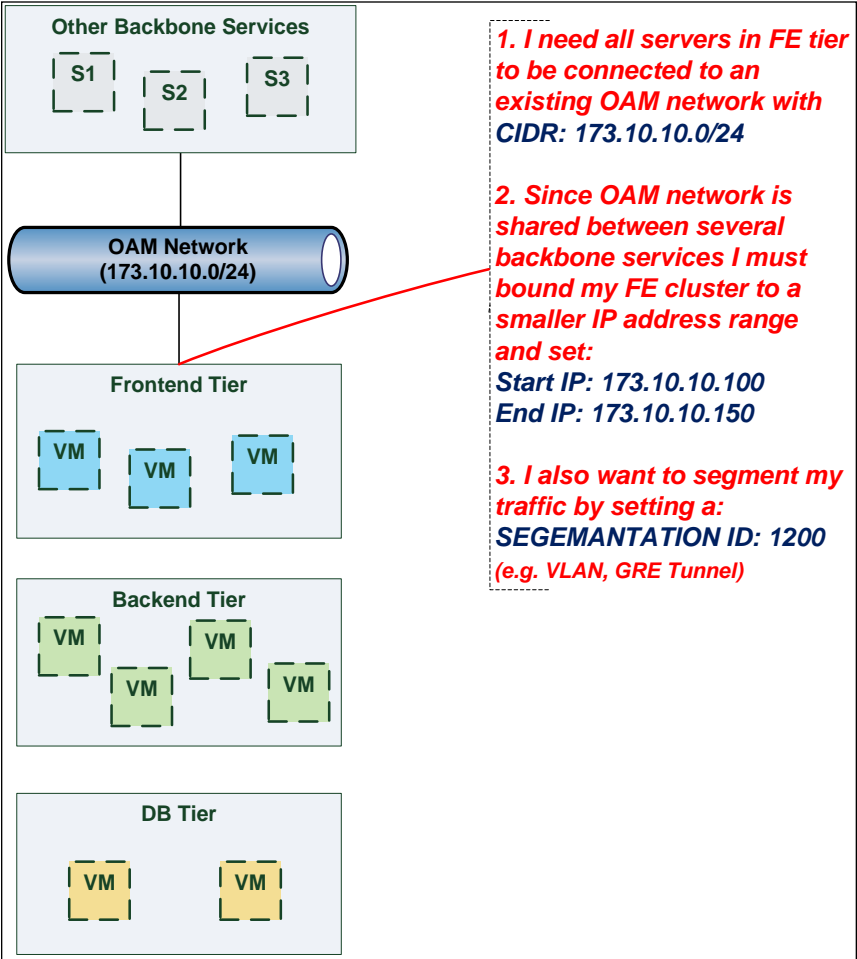 Other Backbone Services
S1
S2
S3
OAM Network
(173.10.10.0/24)
Frontend Tier
VM
VM
VM
Backend Tier
VM
VM
VM
VM
DB Tier
VM
VM
1. I need all servers in FE tier
to be connected to an
existing OAM network with
CIDR: 173.10.10.0/24
2. Since OAM network is
shared between several
backbone services I must
bound my FE cluster to a
smaller IP address range
and set:
Start IP: 173.10.10.100
End IP: 173.10.10.150
3. I also want to segment my
traffic by setting a:
SEGEMANTATION ID: 1200
(e.g. VLAN, GRE Tunnel)